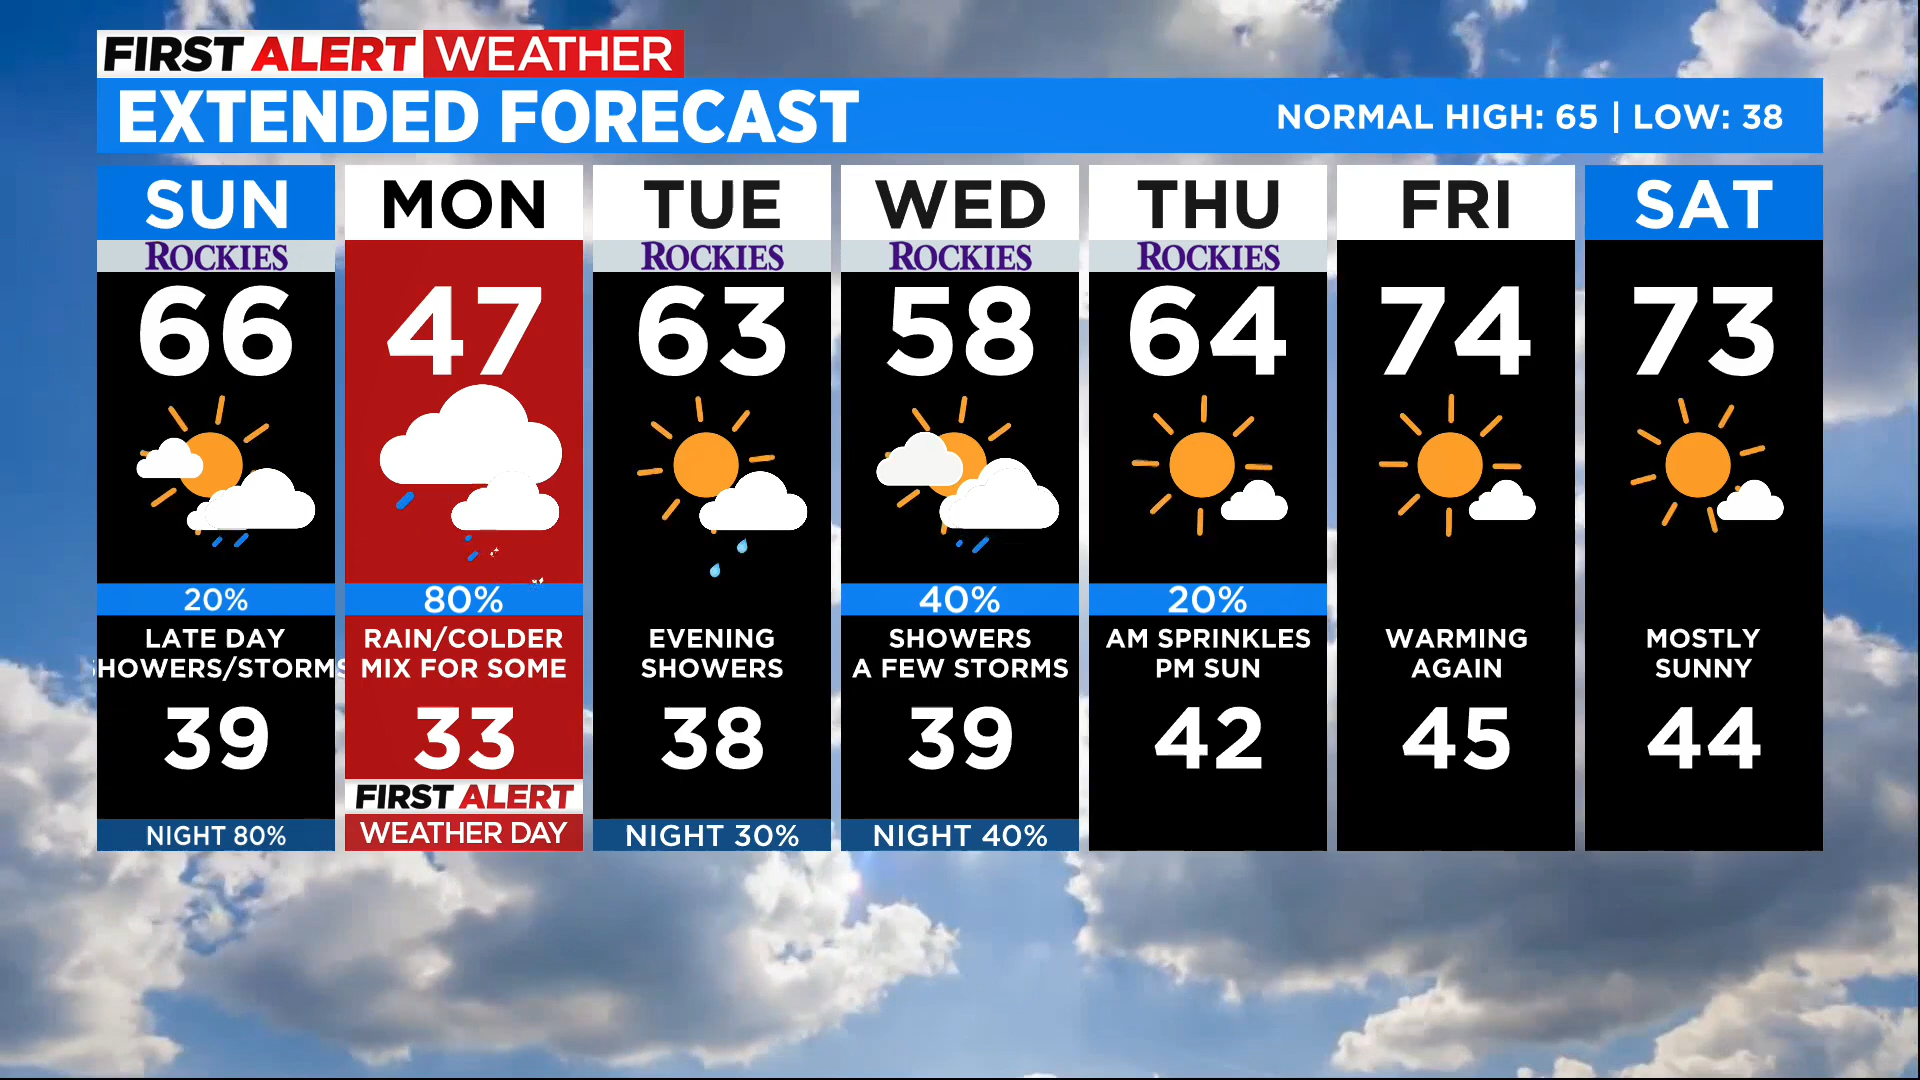 FIRST ALERT WEATHER
EXTENDED FORECAST
NORMAL HIGH: 65 | LOW: 38
SUN
ROCKIES
66
20%
LATE DAY
SHOWERS/STORMS
39
NIGHT 80%
MON
47
80%
RAIN/COLDER
MIX FOR SOME
33
FIRST ALERT
WEATHER DAY
TUE
ROCKIES
63
EVENING
SHOWERS
38
NIGHT 30%
WED
ROCKIES
58
40%
SHOWERS
A FEW STORMS
39
NIGHT 40%
THU
ROCKIES
64
20%
AM SPRINKLES
PM SUN
42
FRI
74
WARMING
AGAIN
45
SAT
73
MOSTLY
SUNNY
44